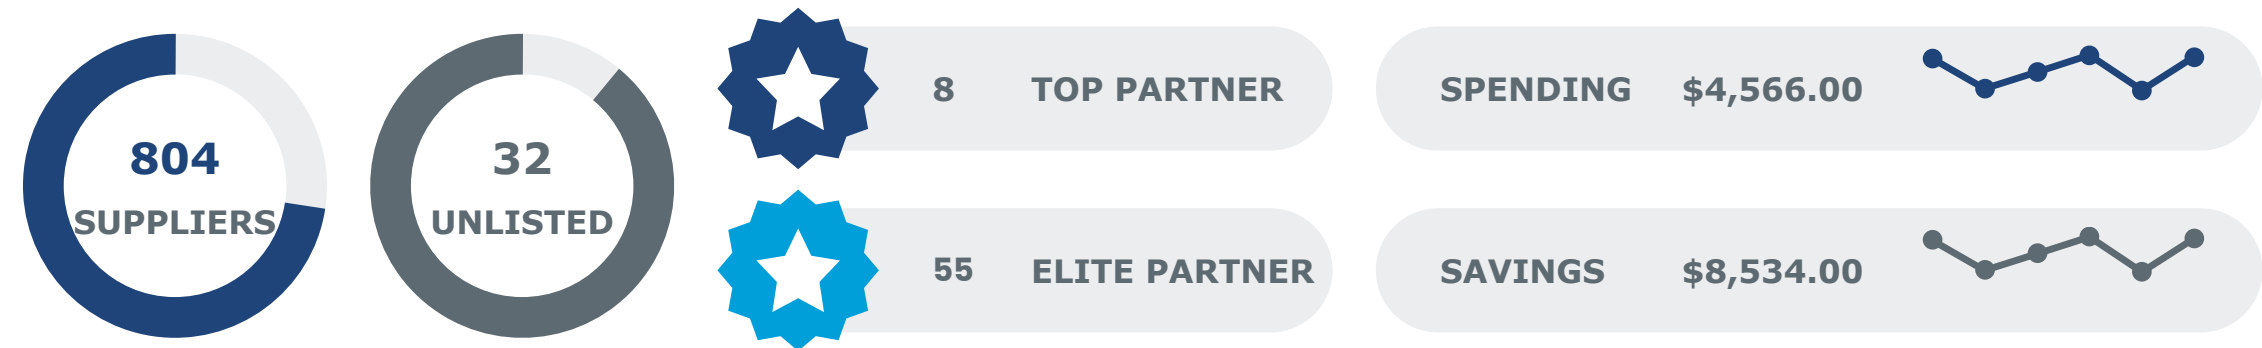 804
SUPPLIERS
32
UNLISTED
8 TOP PARTNER
55 ELITE PARTNER
SPENDING $4,566.00
SAVINGS $8,534.00